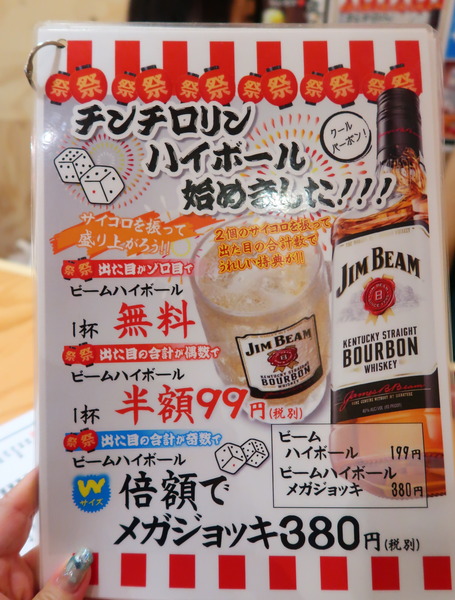 祭 祭 祭 祭 祭 祭 祭 祭 祭
チンチロリン
ハイボール
始めました!!!
クール
バーボン!
サイコロを振って
盛り上がろう!!!
2個のサイコロを振って
出た目の合計数で
うれしい特典が!!
祭 祭 出た目がゾロ目で
ビームハイボール
1杯 無料
祭 祭 出た目の合計が偶数で
ビームハイボール
1杯 半額99円(税別)
祭 祭 出た目の合計が奇数で
ビームハイボール
Wサイズ 倍額で
メガジョッキ380円(税別)
ビーム
ハイボール 199円
ビームハイボール
メガジョッキ 380円
JIM BEAM
KENTUCKY STRAIGHT
BOURBON
WHISKEY
JIM BEAM
KENTUCKY STRAIGHT
BOURBON
WHISKEY